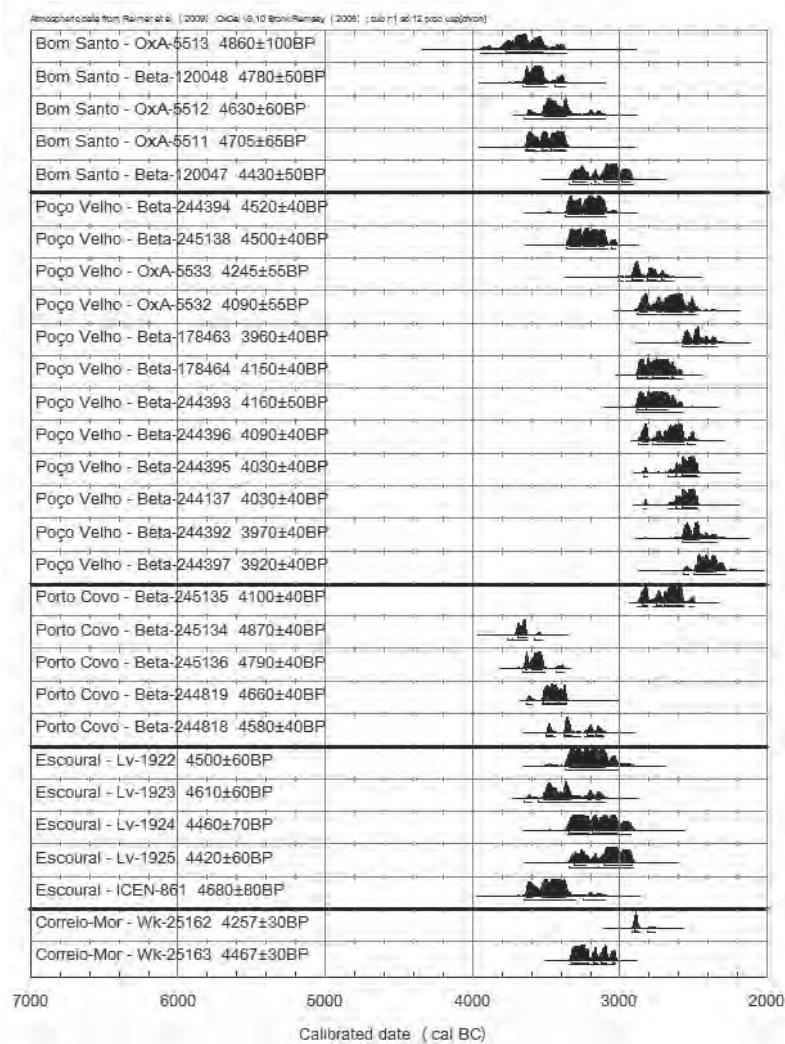 Atmospheric data from Reimer et al (2009)
Bom Santo - OxA-5513 4860±100BP
Bom Santo - Beta-120048 4780±50BP
Bom Santo - OxA-5512 4630±60BP
Bom Santo - OxA-5511 4705±65BP
Bom Santo - Beta-120047 4430±50BP
Poço Velho - Beta-244394 4520±40BP
Poço Velho - Beta-245138 4500±40BP
Poço Velho - OxA-5533 4245±55BP
Poço Velho - OxA-5532 4090±55BP
Poço Velho - Beta-178463 3960±40BP
Poço Velho - Beta-178464 4150±40BP
Poço Velho - Beta-244393 4160±50BP
Poço Velho - Beta-244396 4090±40BP
Poço Velho - Beta-244395 4030±40BP
Poço Velho - Beta-244137 4030±40BP
Poço Velho - Beta-244392 3970±40BP
Poço Velho - Beta-244397 3920±40BP
Porto Covo - Beta-245135 4100±40BP
Porto Covo - Beta-245134 4870±40BP
Porto Covo - Beta-245136 4790±40BP
Porto Covo - Beta-244819 4660±40BP
Porto Covo - Beta-244818 4580±40BP
Escoural - Lv-1922 4500±60BP
Escoural - Lv-1923 4610±60BP
Escoural - Lv-1924 4460±70BP
Escoural - Lv-1925 4420±60BP
Escoural - ICEN-861 4680±80BP
Correio-Mor - Wk-25162 4257±30BP
Correio-Mor - Wk-25163 4467±30BP
7000 6000 5000 4000 3000 2000
Calibrated date (cal BC)